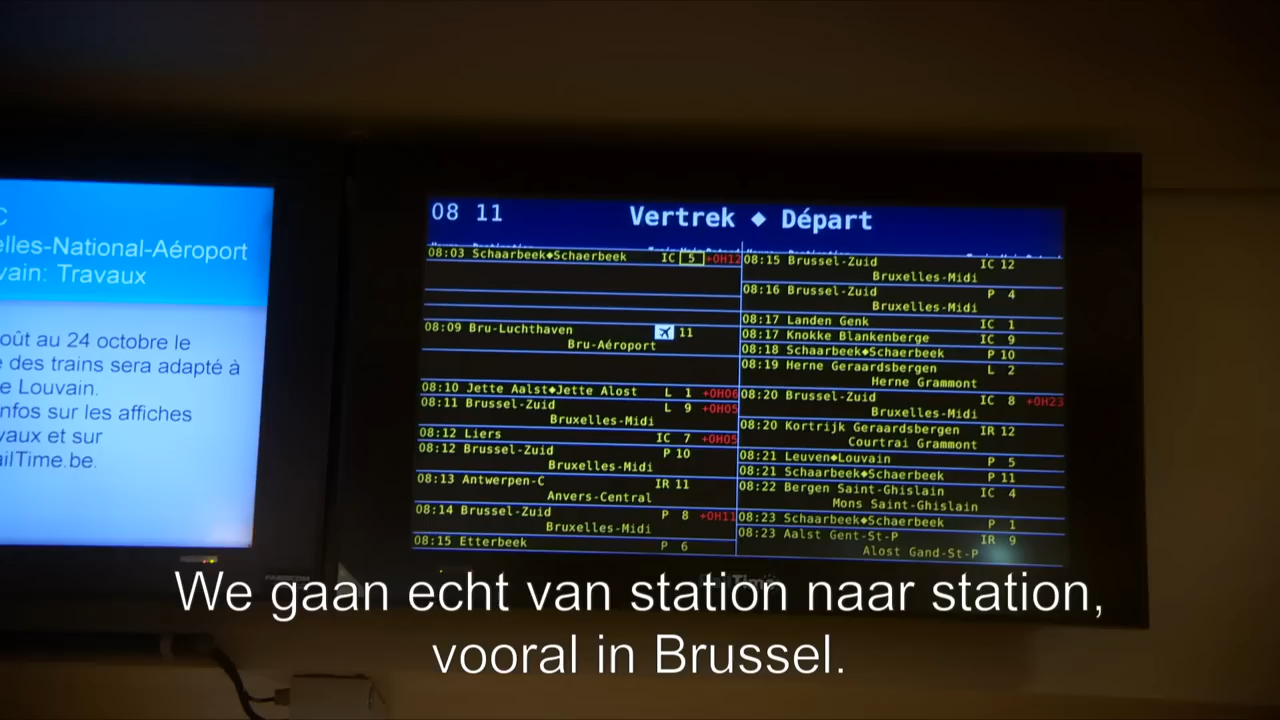 C
elles-National-Aéroport
vain: Travaux
oût au 24 octobre le
e des trains sera adapté à
e Louvain.
nfos sur les affiches
vaux et sur
ailTime.be.
08 11
Vertrek ◆ Départ
08:03 Schaarbeek◆Schaerbeek IC 5 +0H12
08:09 Bru-Luchthaven 11
Bru-Aéroport
08:10 Jette Aalst◆Jette Alost L 1 +0H06
08:11 Brussel-Zuid L 9 +0H05
Bruxelles-Midi
08:12 Liers IC 7 +0H05
08:12 Brussel-Zuid P 10
Bruxelles-Midi
08:13 Antwerpen-C IR 11
Anvers-Central
08:14 Brussel-Zuid P 8 +0H11
Bruxelles-Midi
08:15 Etterbeek P 6
08:15 Brussel-Zuid IC 12
Bruxelles-Midi
08:16 Brussel-Zuid P 4
Bruxelles-Midi
08:17 Landen Genk IC 1
08:17 Knokke Blankenberge IC 9
08:18 Schaarbeek◆Schaerbeek P 10
08:19 Herne Geraardsbergen L 2
Herne Grammont
08:20 Brussel-Zuid IC 8 +0H23
Bruxelles-Midi
08:20 Kortrijk Geraardsbergen IR 12
Courtrai Grammont
08:21 Leuven◆Louvain P 5
08:21 Schaarbeek◆Schaerbeek P 11
08:22 Bergen Saint-Ghislain IC 4
Mons Saint-Ghislain
08:23 Schaarbeek◆Schaerbeek P 1
08:23 Aalst Gent-St-P IR 9
Alost Gand-St-P
We gaan echt van station naar station,
vooral in Brussel.